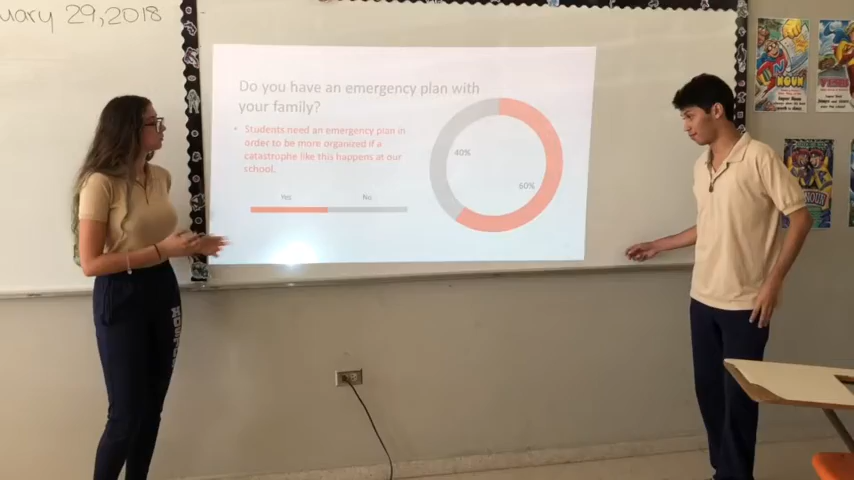 uary 29,2018
Do you have an emergency plan with
your family?
• Students need an emergency plan in
order to be more organized if a
catastrophe like this happens at our
school.
Yes No
40%
60%
NOUN